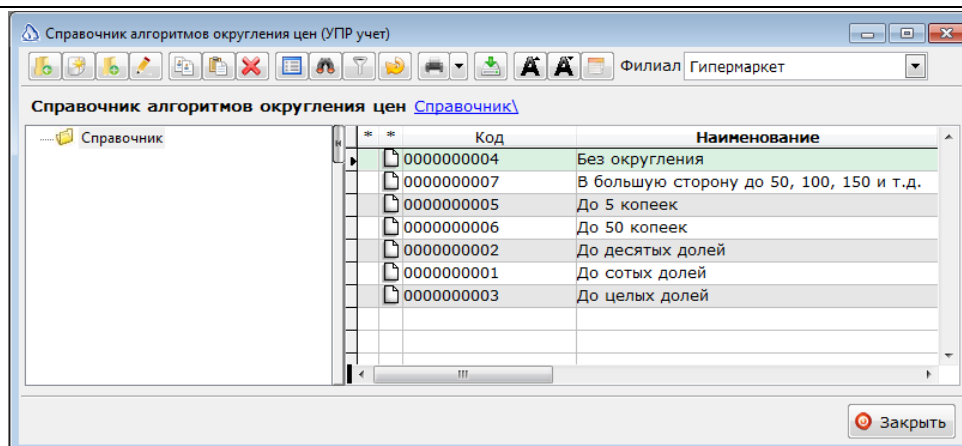 Справочник алгоритмов округления цен (УПР учет)
Филиал Гипермаркет
Справочник алгоритмов округления цен Справочник\
Справочник
* * Код Наименование
0000000004 Без округления
0000000007 В большую сторону до 50, 100, 150 и т.д.
0000000005 До 5 копеек
0000000006 До 50 копеек
0000000002 До десятых долей
0000000001 До сотых долей
0000000003 До целых долей
Закрыть